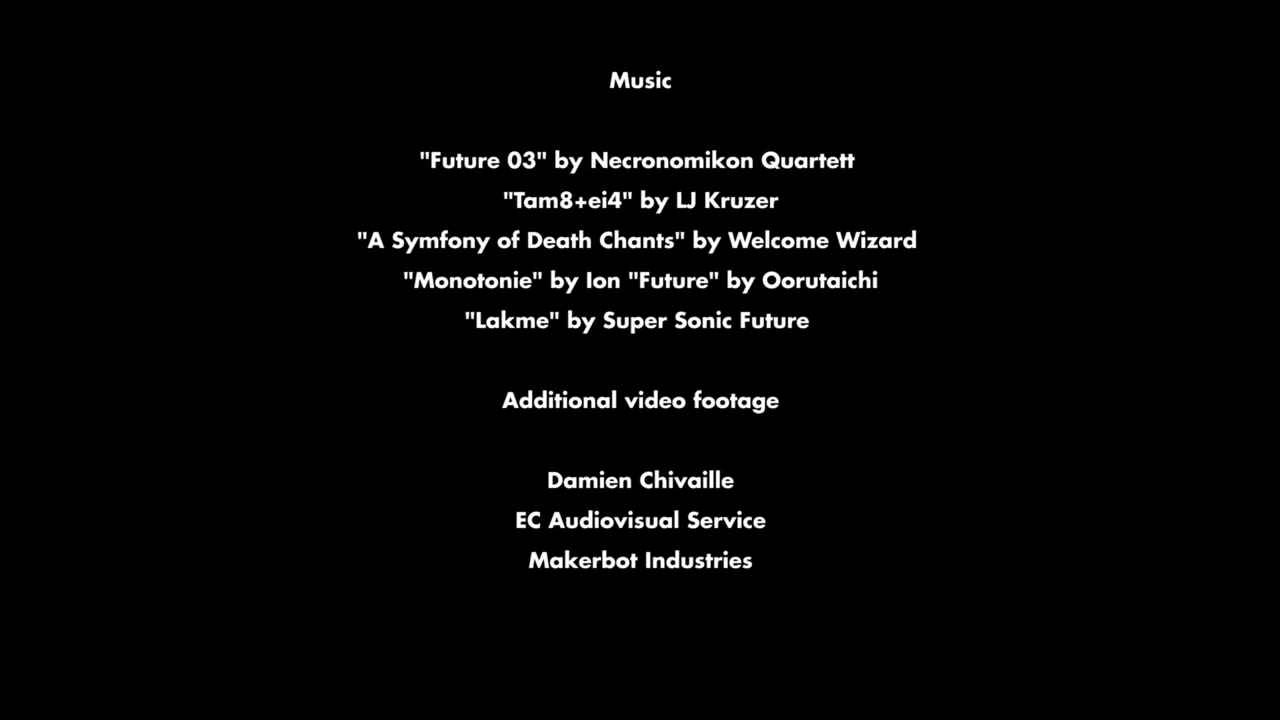 Music
"Future 03" by Necronomikon Quartett
"Tam8+ei4" by LJ Kruzer
"A Symfony of Death Chants" by Welcome Wizard
"Monotonie" by Ion "Future" by Oorutaichi
"Lakme" by Super Sonic Future
Additional video footage
Damien Chivaille
EC Audiovisual Service
Makerbot Industries